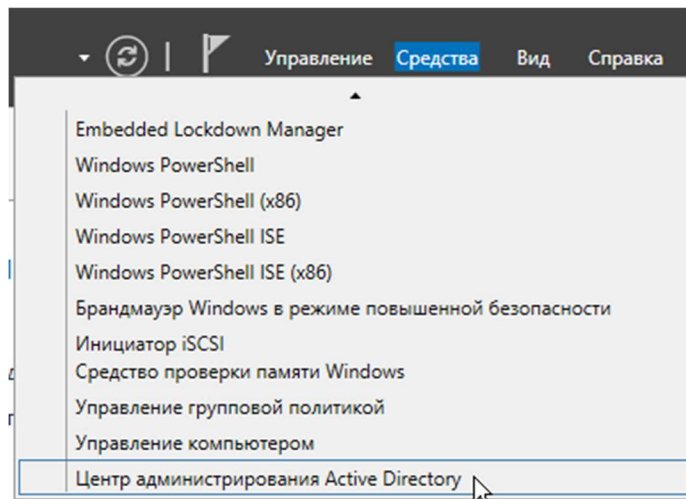 Управление Средства Вид Справка
Embedded Lockdown Manager
Windows PowerShell
Windows PowerShell (x86)
Windows PowerShell ISE
Windows PowerShell ISE (x86)
Брандмауэр Windows в режиме повышенной безопасности
Инициатор iSCSI
Средство проверки памяти Windows
Управление групповой политикой
Управление компьютером
Центр администрирования Active Directory